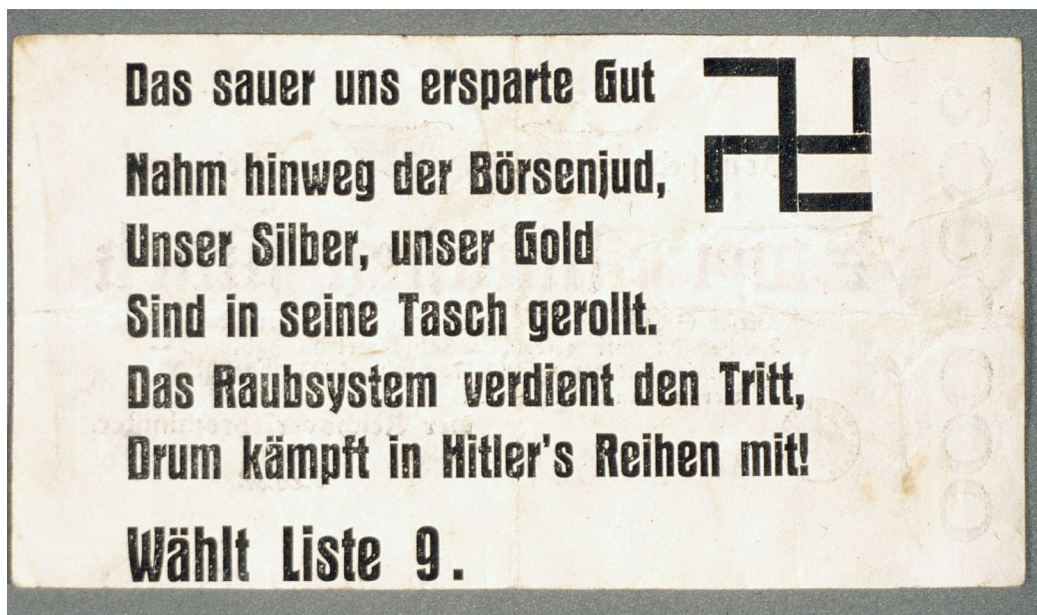 Das sauer uns ersparte Gut
Nahm hinweg der Börsenjud,
Unser Silber, unser Gold
Sind in seine Tasch gerollt.
Das Raubsystem verdient den Tritt,
Drum kämpft in Hitler's Reihen mit!
Wählt Liste 9.